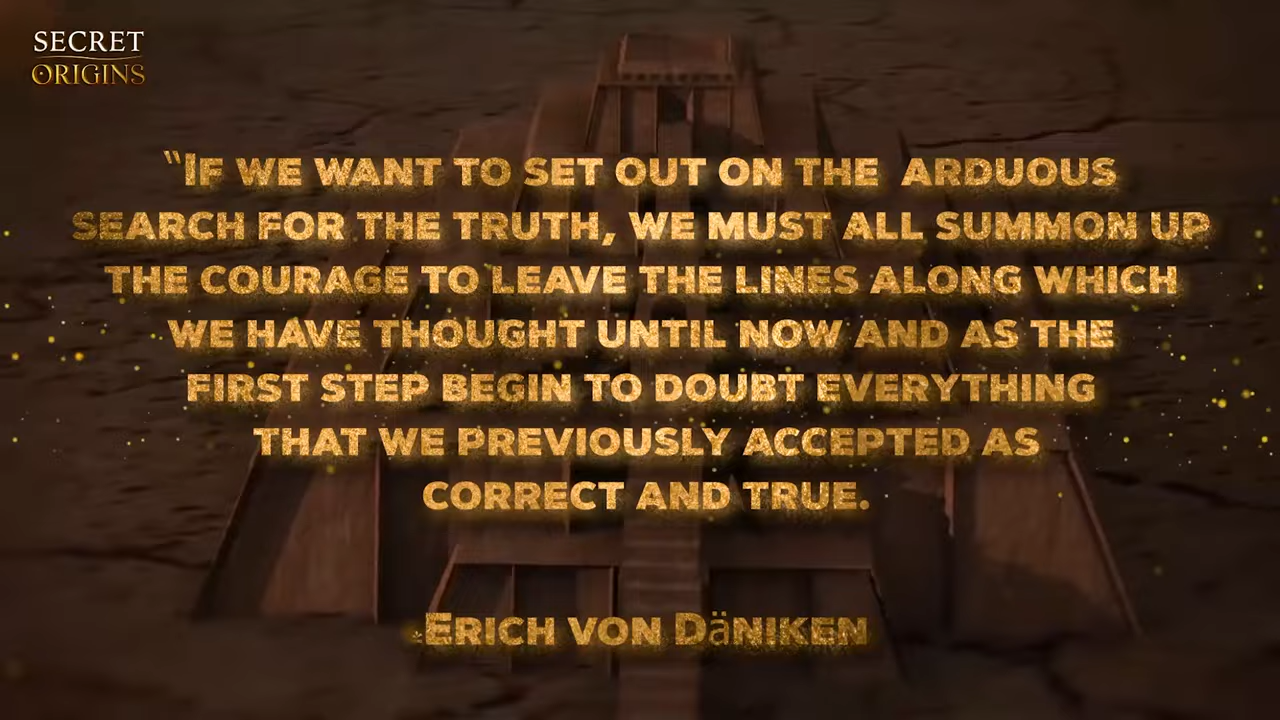 SECRET
ORIGINS
"IF WE WANT TO SET OUT ON THE ARDUOUS
SEARCH FOR THE TRUTH, WE MUST ALL SUMMON UP
THE COURAGE TO LEAVE THE LINES ALONG WHICH
WE HAVE THOUGHT UNTIL NOW AND AS THE
FIRST STEP BEGIN TO DOUBT EVERYTHING
THAT WE PREVIOUSLY ACCEPTED AS
CORRECT AND TRUE.
ERICH VON DäNIKEN